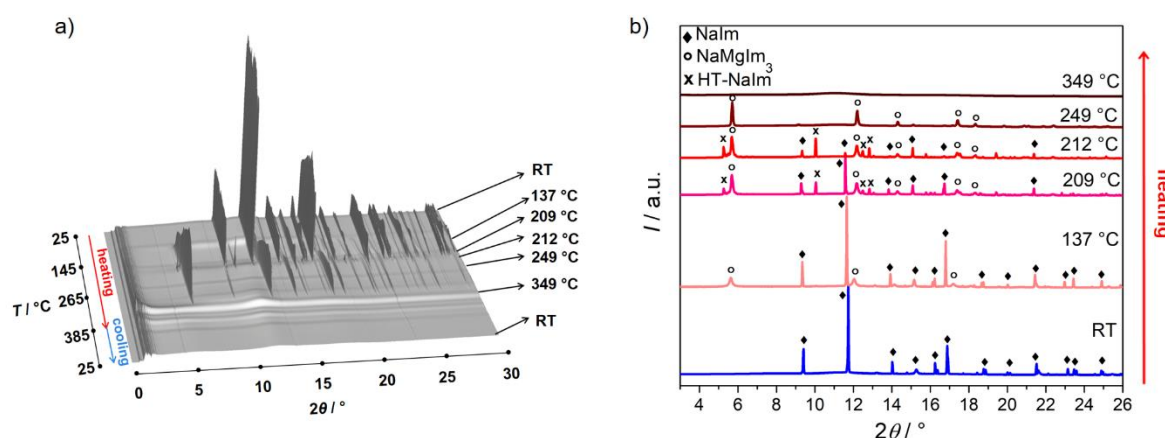 a)
RT
137 °C
209 °C
212 °C
249 °C
349 °C
RT
25
145
265
385
25
T / °C
heating
cooling
0
5
10
15
20
25
30
2θ / °
b)
♦ NaIm
o NaMgIm3
x HT-NaIm
349 °C
249 °C
212 °C
209 °C
137 °C
RT
I / a.u.
4 6 8 10 12 14 16 18 20 22 24 26
2θ / °
heating